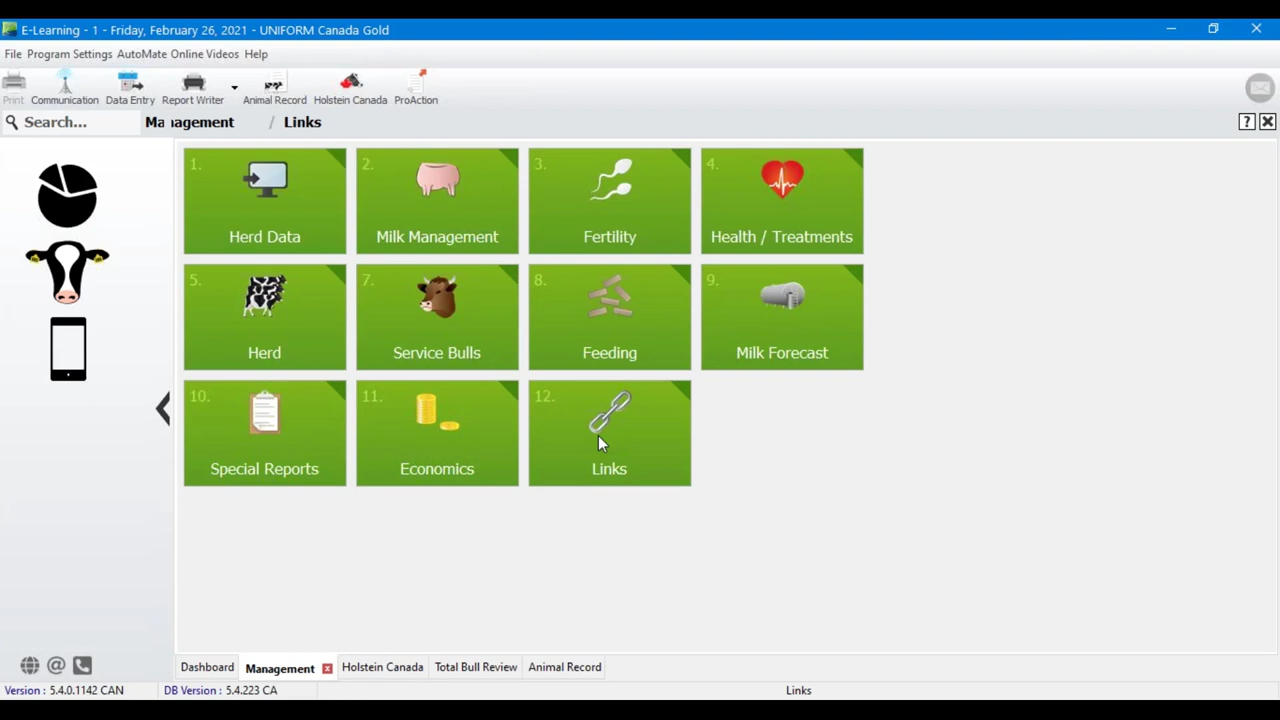 E-Learning - 1 - Friday, February 26, 2021 - UNIFORM Canada Gold
File Program Settings AutoMate Online Videos Help
Print Communication Data Entry Report Writer Animal Record Holstein Canada ProAction
Search... Management / Links ?
1. Herd Data
2. Milk Management
3. Fertility
4. Health / Treatments
5. Herd
7. Service Bulls
8. Feeding
9. Milk Forecast
10. Special Reports
11. Economics
12. Links
@
Dashboard Management Holstein Canada Total Bull Review Animal Record
Version : 5.4.0.1142 CAN DB Version : 5.4.223 CA Links